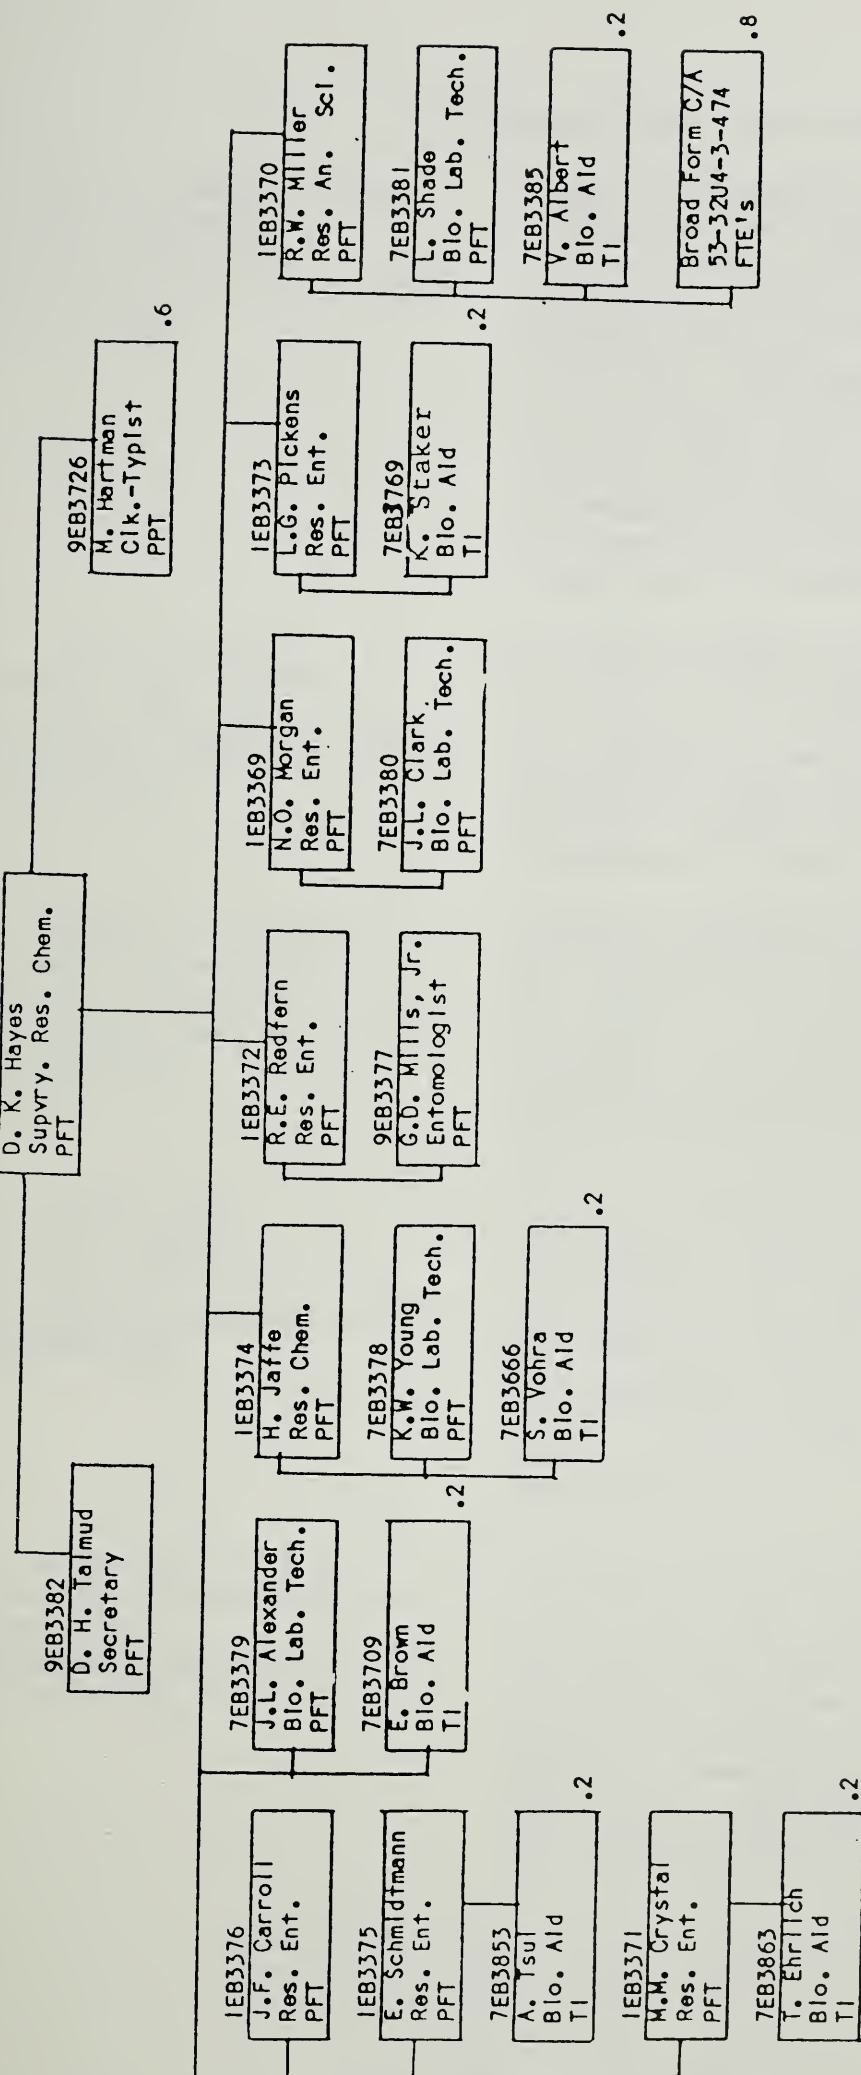 D. K. Hayes
Supvry. Res. Chem.
PFT
9EB3382
D. H. Talmud
Secretary
PFT
9EB3726
M. Hartman
Clk.-Typist
PPT
.6
1EB3376
J.F. Carroll
Res. Ent.
PFT
1EB3375
E. Schmidtmann
Res. Ent.
PFT
7EB3853
A. Tsui
Bio. Aid
TI
.2
1EB3371
M.M. Crystal
Res. Ent.
PFT
7EB3863
T. Ehrlich
Bio. Aid
TI
.2
7EB3379
J.L. Alexander
Bio. Lab. Tech.
PFT
7EB3709
E. Brown
Bio. Aid
TI
.2
1EB3374
H. Jaffe
Res. Chem.
PFT
7EB3378
K.W. Young
Bio. Lab. Tech.
PFT
7EB3666
S. Vohra
Bio. Aid
TI
.2
1EB3372
R.E. Redfern
Res. Ent.
PFT
9EB3377
G.D. Mills, Jr.
Entomologist
PFT
1EB3369
N.O. Morgan
Res. Ent.
PFT
7EB3380
J.L. Clark
Bio. Lab. Tech.
PFT
1EB3373
L.G. Pickens
Res. Ent.
PFT
7EB3769
K. Staker
Bio. Aid
TI
.2
1EB3370
R.W. Miller
Res. An. Sci.
PFT
7EB3381
L. Shade
Bio. Lab. Tech.
PFT
7EB3385
V. Albert
Bio. Aid
TI
.2
Broad Form C/A
53-32U4-3-474
FTE's
.8